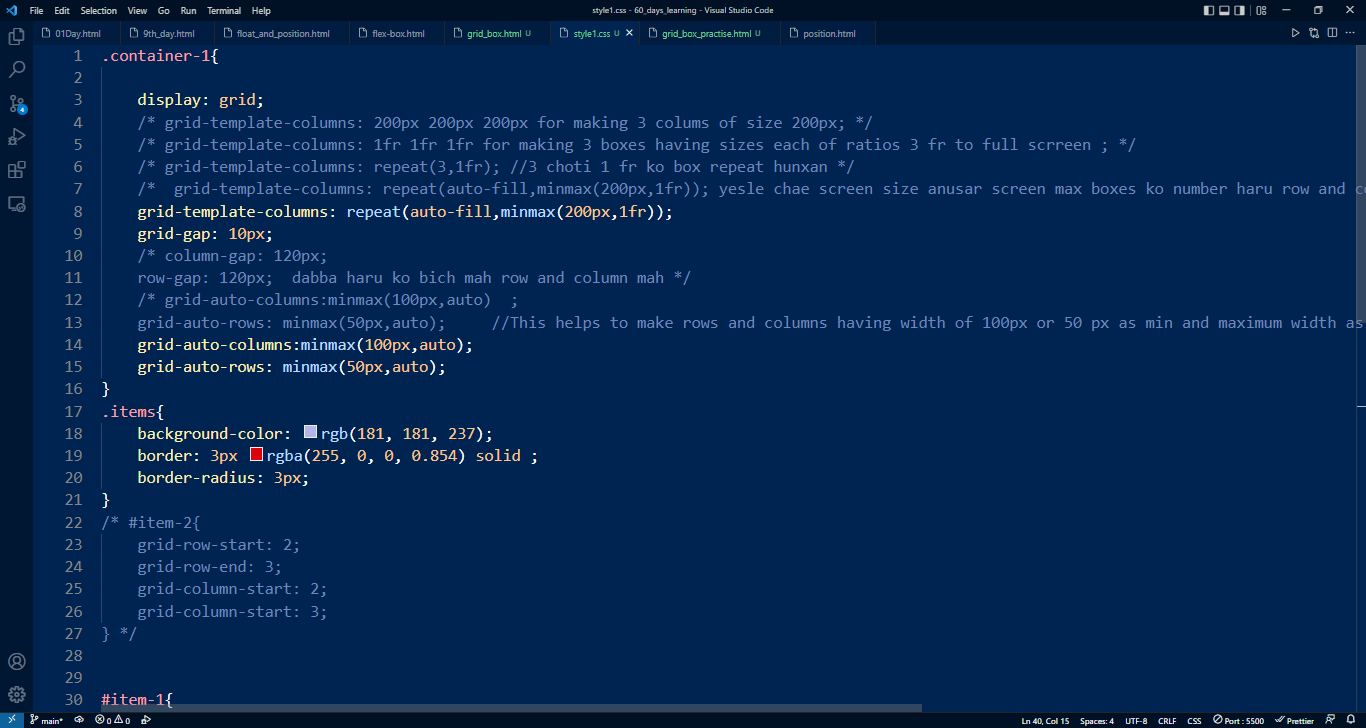 File Edit Selection View Go Run Terminal Help style1.css - 60_days_learning - Visual Studio Code
01Day.html 9th_day.html float_and_position.html flex-box.html grid_box.html U style1.css U grid_box_practise.html U position.html
1 .container-1{
2
3 display: grid;
4 /* grid-template-columns: 200px 200px 200px for making 3 colums of size 200px; */
5 /* grid-template-columns: 1fr 1fr 1fr for making 3 boxes having sizes each of ratios 3 fr to full scrreen ; */
6 /* grid-template-columns: repeat(3,1fr); //3 choti 1 fr ko box repeat hunxan */
7 /* grid-template-columns: repeat(auto-fill,minmax(200px,1fr)); yesle chae screen size anusar screen max boxes ko number haru row and co
8 grid-template-columns: repeat(auto-fill,minmax(200px,1fr));
9 grid-gap: 10px;
10 /* column-gap: 120px;
11 row-gap: 120px; dabba haru ko bich mah row and column mah */
12 /* grid-auto-columns:minmax(100px,auto) ;
13 grid-auto-rows: minmax(50px,auto); //This helps to make rows and columns having width of 100px or 50 px as min and maximum width as
14 grid-auto-columns:minmax(100px,auto);
15 grid-auto-rows: minmax(50px,auto);
16 }
17 .items{
18 background-color: rgb(181, 181, 237);
19 border: 3px rgba(255, 0, 0, 0.854) solid ;
20 border-radius: 3px;
21 }
22 /* #item-2{
23 grid-row-start: 2;
24 grid-row-end: 3;
25 grid-column-start: 2;
26 grid-column-start: 3;
27 } */
28
29
30 #item-1{
4
main* 0 0 Ln 40, Col 15 Spaces: 4 UTF-8 CRLF CSS Port : 5500 Prettier